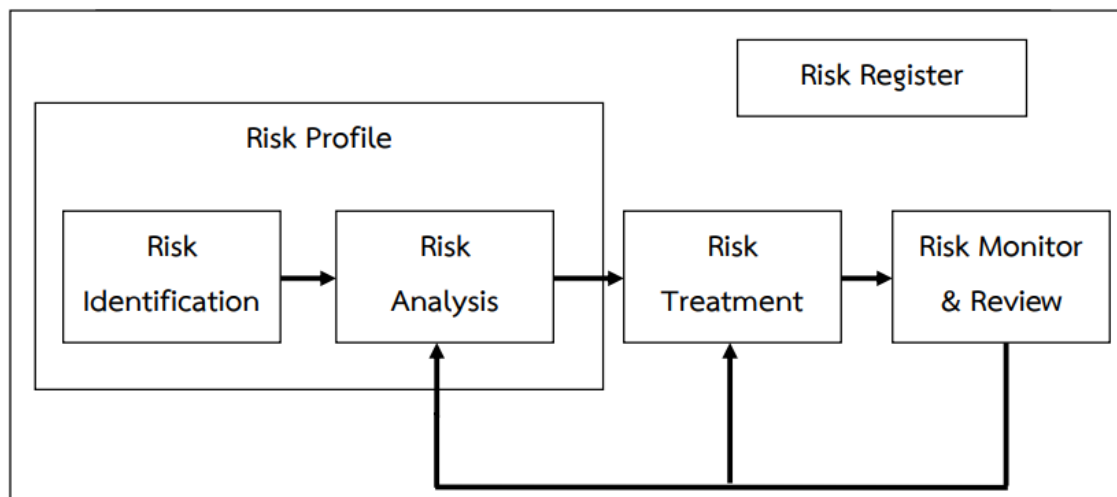 Risk Register
Risk Profile
Risk
Identification
Risk
Analysis
Risk
Treatment
Risk Monitor
& Review